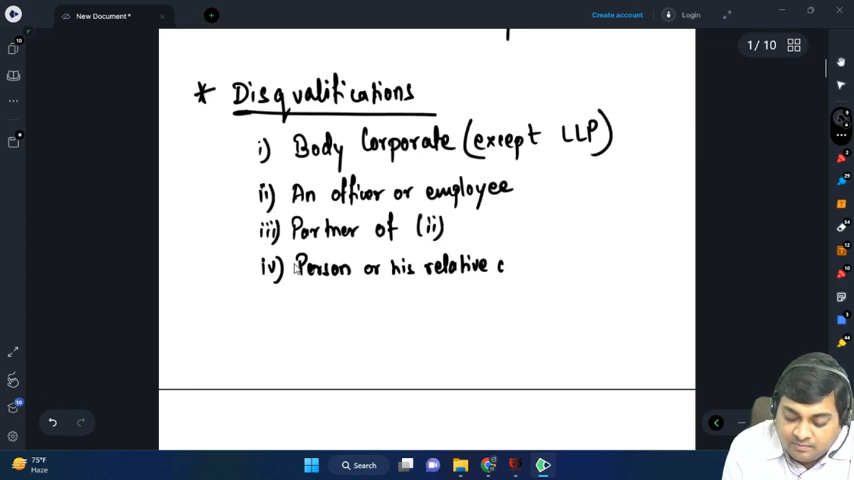 New Document*
Create account
Login
1 / 10
* Disqualifications
i) Body Corporate (except LLP)
ii) An officer or employee
iii) Partner of (ii)
iv) Person or his relative c
75°F
Haze
Search